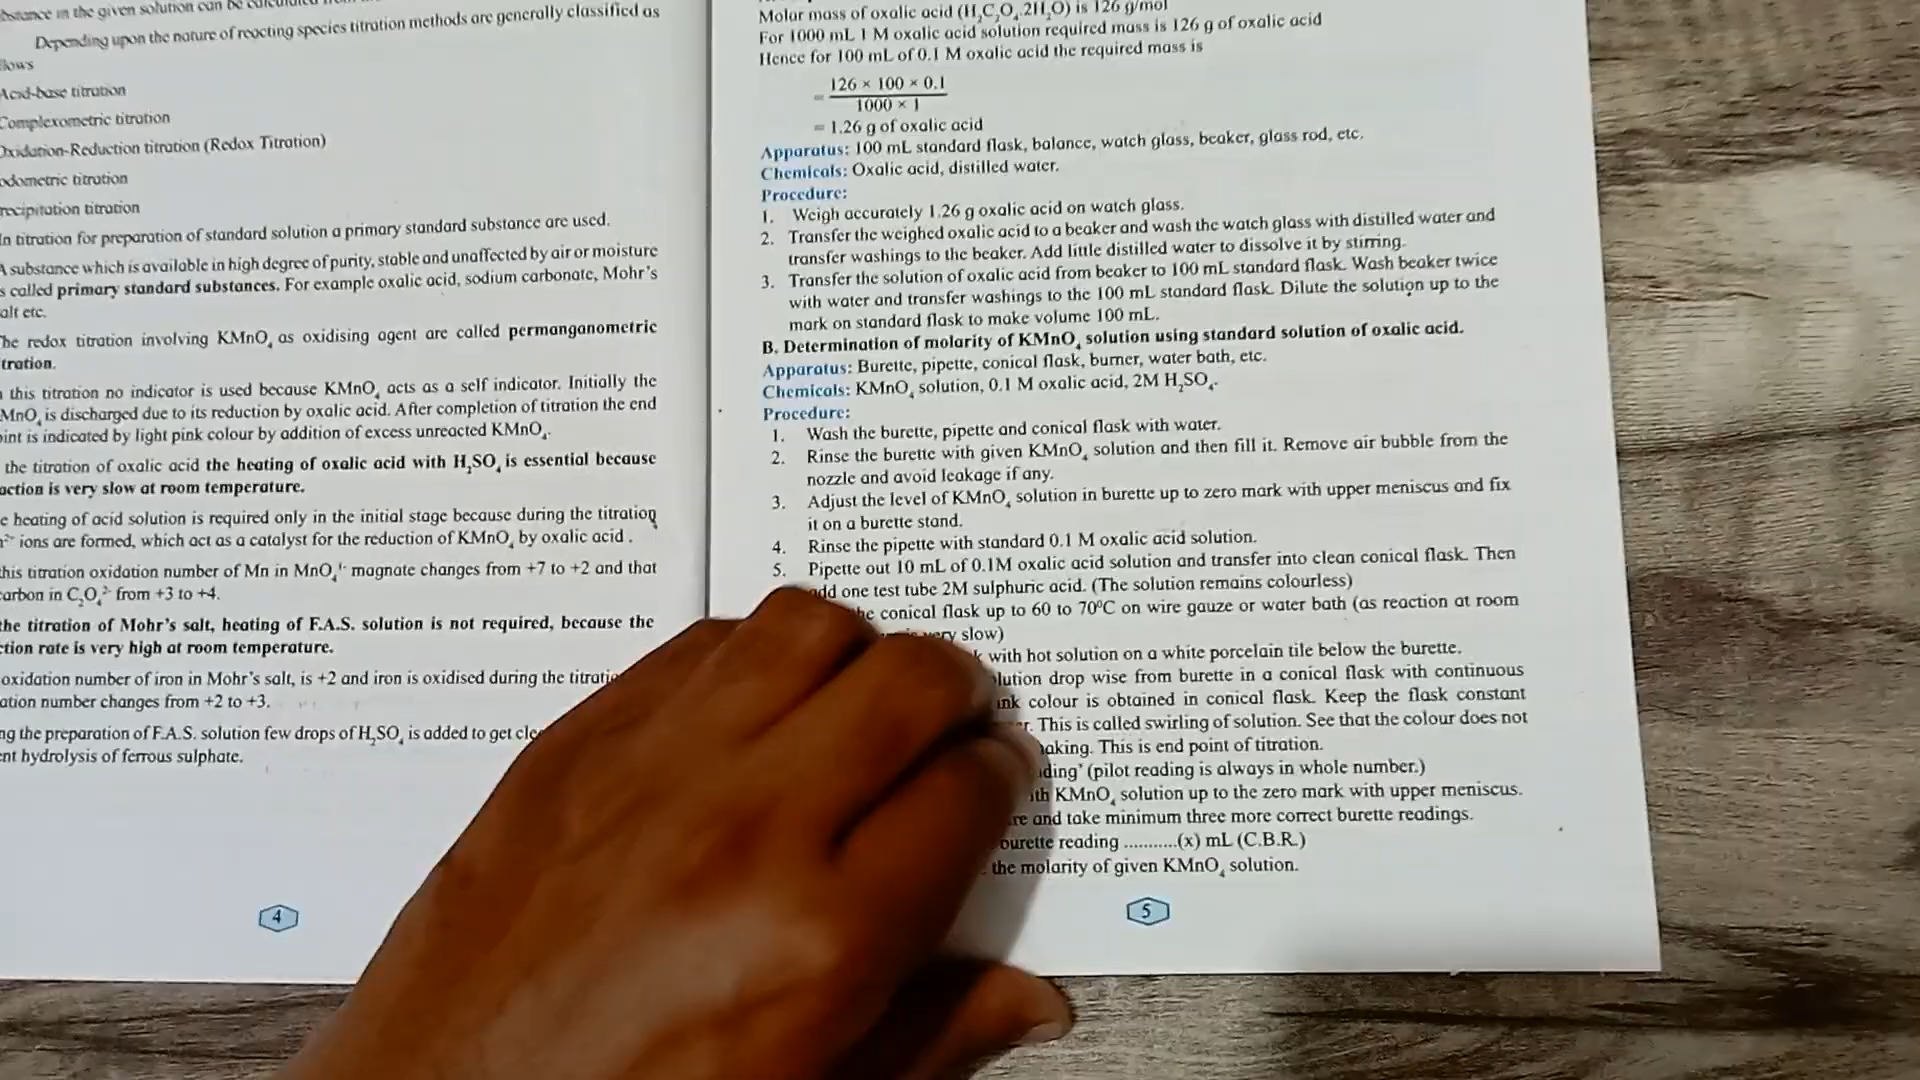 bstance in the given solution can be calculated from
Depending upon the nature of reacting species titration methods are generally classified as
lows
Acid-base titration
Complexometric titration
Oxidation-Reduction titration (Redox Titration)
odometric titration
recipitation titration
In titration for preparation of standard solution a primary standard substance are used.
A substance which is available in high degree of purity, stable and unaffected by air or moisture
s called primary standard substances. For example oxalic acid, sodium carbonate, Mohr's
alt etc.
The redox titration involving KMnO₄ as oxidising agent are called permanganometric
tration.
this titration no indicator is used because KMnO₄ acts as a self indicator. Initially the
MnO₄ is discharged due to its reduction by oxalic acid. After completion of titration the end
oint is indicated by light pink colour by addition of excess unreacted KMnO₄.
the titration of oxalic acid the heating of oxalic acid with H₂SO₄ is essential because
action is very slow at room temperature.
e heating of acid solution is required only in the initial stage because during the titration
ions are formed, which act as a catalyst for the reduction of KMnO₄ by oxalic acid .
this titration oxidation number of Mn in MnO₄¹⁻ magnate changes from +7 to +2 and that
carbon in C₂O₄²⁻ from +3 to +4.
the titration of Mohr's salt, heating of F.A.S. solution is not required, because the
ction rate is very high at room temperature.
oxidation number of iron in Mohr's salt, is +2 and iron is oxidised during the titratio
ation number changes from +2 to +3.
ng the preparation of F.A.S. solution few drops of H₂SO₄ is added to get cle
ent hydrolysis of ferrous sulphate.
4
Molar mass of oxalic acid (H₂C₂O₄.2H₂O) is 126 g/mol
For 1000 mL 1 M oxalic acid solution required mass is 126 g of oxalic acid
Hence for 100 mL of 0.1 M oxalic acid the required mass is
= 126 × 100 × 0.1
1000 × 1
= 1.26 g of oxalic acid
Apparatus: 100 mL standard flask, balance, watch glass, beaker, glass rod, etc.
Chemicals: Oxalic acid, distilled water.
Procedure:
1. Weigh accurately 1.26 g oxalic acid on watch glass.
2. Transfer the weighed oxalic acid to a beaker and wash the watch glass with distilled water and
transfer washings to the beaker. Add little distilled water to dissolve it by stirring.
3. Transfer the solution of oxalic acid from beaker to 100 mL standard flask. Wash beaker twice
with water and transfer washings to the 100 mL standard flask. Dilute the solution up to the
mark on standard flask to make volume 100 mL.
B. Determination of molarity of KMnO₄ solution using standard solution of oxalic acid.
Apparatus: Burette, pipette, conical flask, burner, water bath, etc.
Chemicals: KMnO₄ solution, 0.1 M oxalic acid, 2M H₂SO₄.
Procedure:
1. Wash the burette, pipette and conical flask with water.
2. Rinse the burette with given KMnO₄ solution and then fill it. Remove air bubble from the
nozzle and avoid leakage if any.
3. Adjust the level of KMnO₄ solution in burette up to zero mark with upper meniscus and fix
it on a burette stand.
4. Rinse the pipette with standard 0.1 M oxalic acid solution.
5. Pipette out 10 mL of 0.1M oxalic acid solution and transfer into clean conical flask. Then
add one test tube 2M sulphuric acid. (The solution remains colourless)
he conical flask up to 60 to 70⁰C on wire gauze or water bath (as reaction at room
very slow)
k with hot solution on a white porcelain tile below the burette.
lution drop wise from burette in a conical flask with continuous
ink colour is obtained in conical flask. Keep the flask constant
r. This is called swirling of solution. See that the colour does not
aking. This is end point of titration.
ding' (pilot reading is always in whole number.)
ith KMnO₄ solution up to the zero mark with upper meniscus.
re and take minimum three more correct burette readings.
burette reading ...........(x) mL (C.B.R.)
the molarity of given KMnO₄ solution.
5